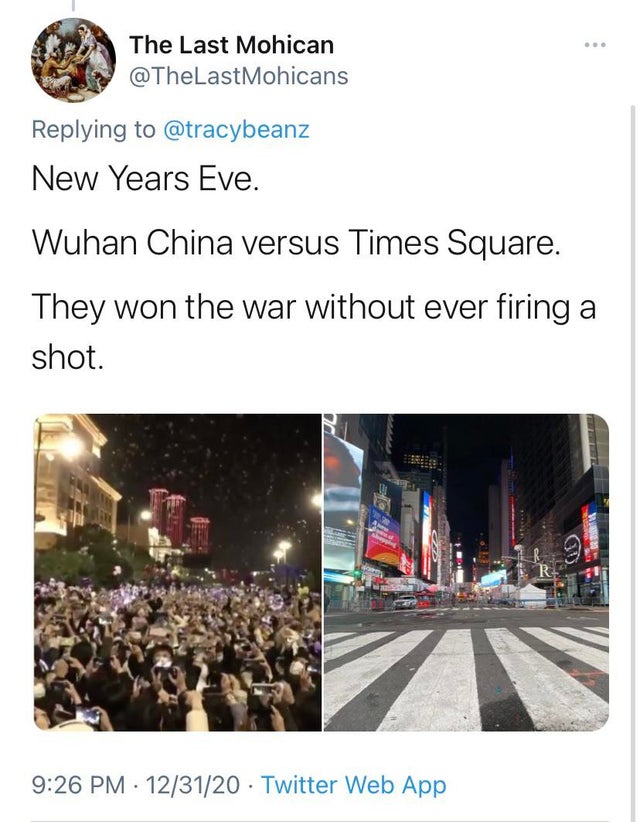 The Last Mohican
@TheLastMohicans
Replying to @tracybeanz
New Years Eve.
Wuhan China versus Times Square.
They won the war without ever firing a
shot.
R
R
9:26 PM · 12/31/20 · Twitter Web App